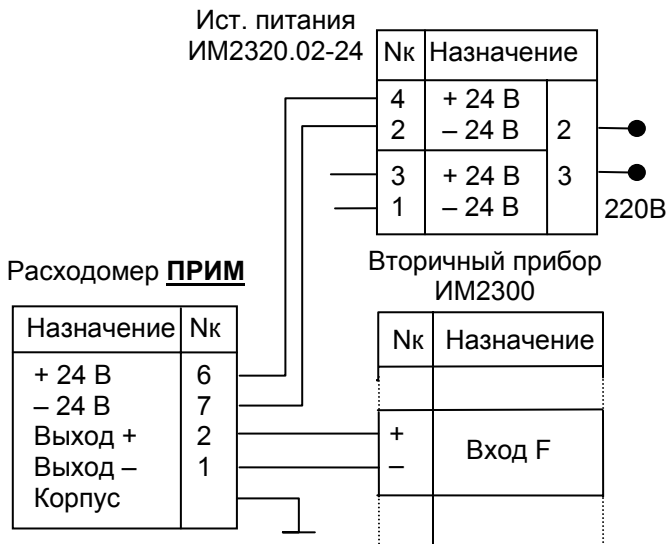 Ист. питания
ИМ2320.02-24
Nк Назначение
4 + 24 В
2 – 24 В 2
3 + 24 В 3
1 – 24 В
220В
Расходомер ПРИМ
Назначение Nк
+ 24 В 6
– 24 В 7
Выход + 2
Выход – 1
Корпус
Вторичный прибор
ИМ2300
Nк Назначение
+
Вход F
–